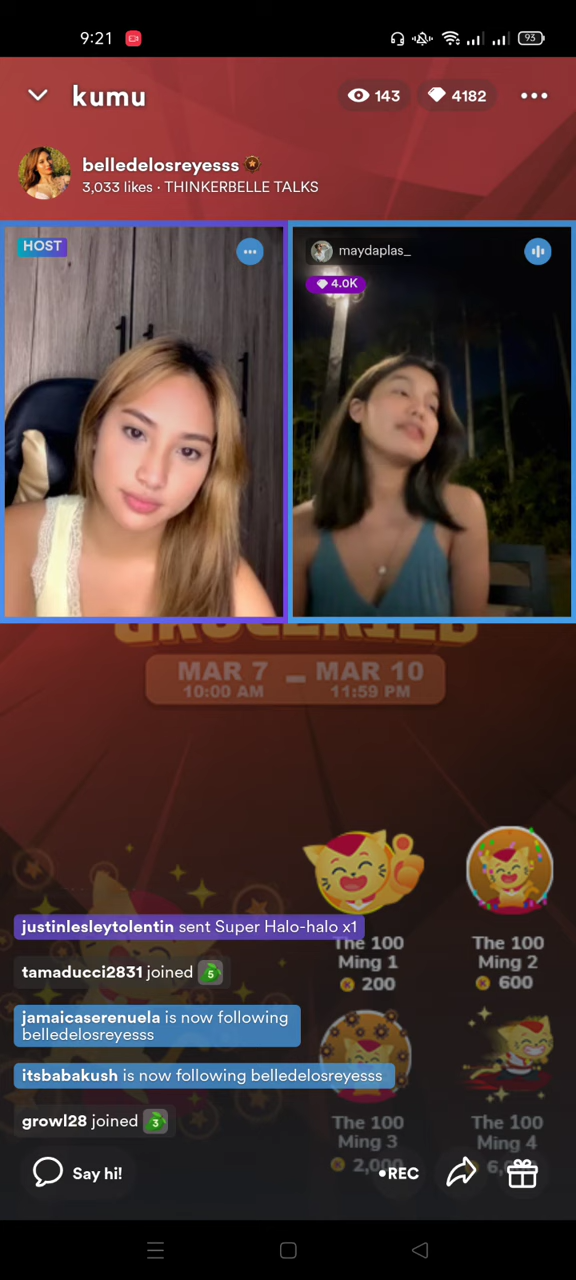 9:21
93
kumu
143
4182
belledelosreyesss
3,033 likes · THINKERBELLE TALKS
HOST
maydaplas_
4.0K
MAR 7 – MAR 10
10:00 AM 11:59 PM
justinlesleytolentin sent Super Halo-halo x1
The 100 Ming 1
200
The 100 Ming 2
600
tamaducci2831 joined 5
jamaicaserenuela is now following
belledelosreyesss
itsbabakush is now following belledelosreyesss
growl28 joined 3
The 100 Ming 3
The 100 Ming 4
Say hi!
•REC